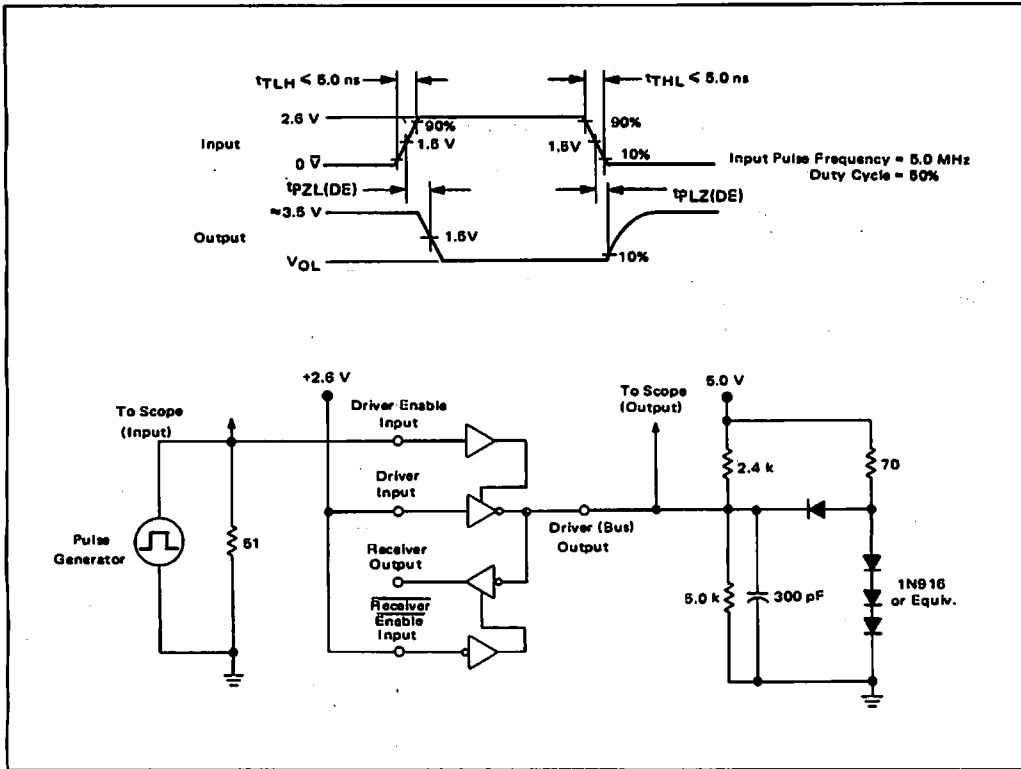 tTLH ≤ 5.0 ns
tTHL ≤ 5.0 ns
2.6 V
90%
90%
Input
1.5 V
1.5V
0 V
10%
Input Pulse Frequency = 5.0 MHz
Duty Cycle = 50%
tPZL(DE)
tPLZ(DE)
≈3.5 V
Output
1.5V
VOL
10%
+2.6 V
To Scope
(Input)
Driver Enable
Input
To Scope
(Output)
5.0 V
2.4 k
70
Driver
Input
Pulse
Generator
51
Driver (Bus)
Output
Receiver
Output
Receiver
Enable
Input
5.0 k
300 pF
1N916
or Equiv.